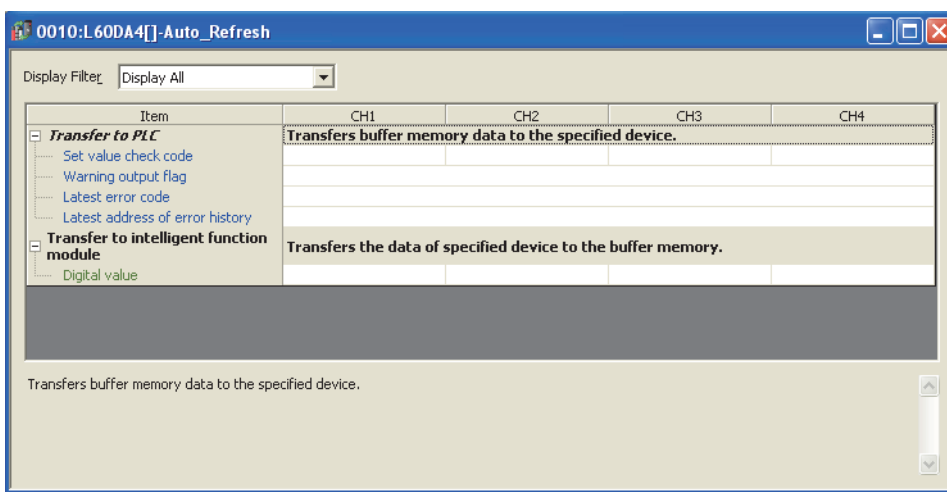 0010:L60DA4[]-Auto_Refresh
Display Filter Display All
Item CH1 CH2 CH3 CH4
Transfer to PLC Transfers buffer memory data to the specified device.
Set value check code
Warning output flag
Latest error code
Latest address of error history
Transfer to intelligent function
module
Transfers the data of specified device to the buffer memory.
Digital value
Transfers buffer memory data to the specified device.